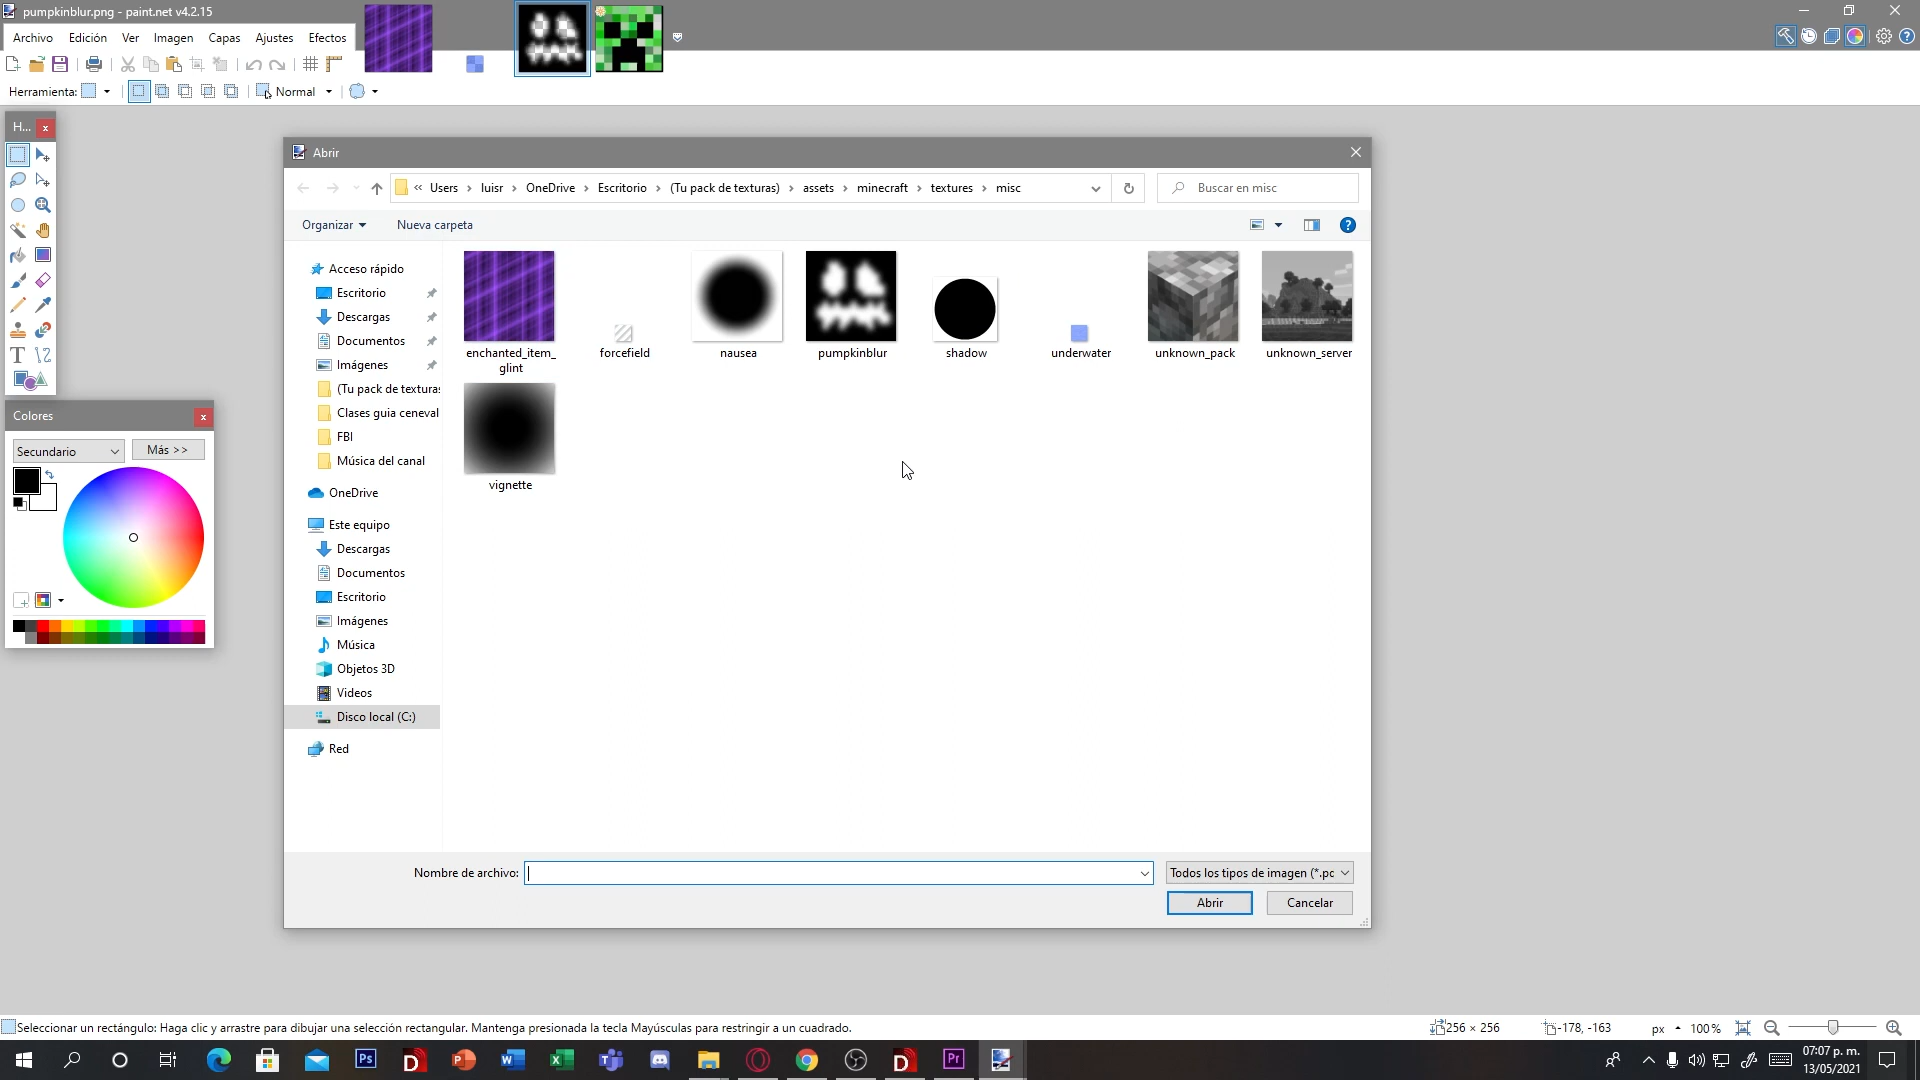 pumpkinblur.png - paint.net v4.2.15
Archivo Edición Ver Imagen Capas Ajustes Efectos
Herramienta: Normal
H...
Abrir
« Users › luisr › OneDrive › Escritorio › (Tu pack de texturas) › assets › minecraft › textures › misc
Buscar en misc
Organizar Nueva carpeta
Acceso rápido
Escritorio
Descargas
Documentos
Imágenes
(Tu pack de texturas
Clases guia ceneval
FBI
Música del canal
OneDrive
Este equipo
Descargas
Documentos
Escritorio
Imágenes
Música
Objetos 3D
Videos
Disco local (C:)
Red
enchanted_item_
glint
forcefield
nausea
pumpkinblur
shadow
underwater
unknown_pack
unknown_server
vignette
Nombre de archivo:
Todos los tipos de imagen (*.pd
Abrir Cancelar
Colores
Secundario Más >>
Seleccionar un rectángulo: Haga clic y arrastre para dibujar una selección rectangular. Mantenga presionada la tecla Mayúsculas para restringir a un cuadrado.
256 × 256 -178, -163 px 100%
07:07 p. m.
13/05/2021